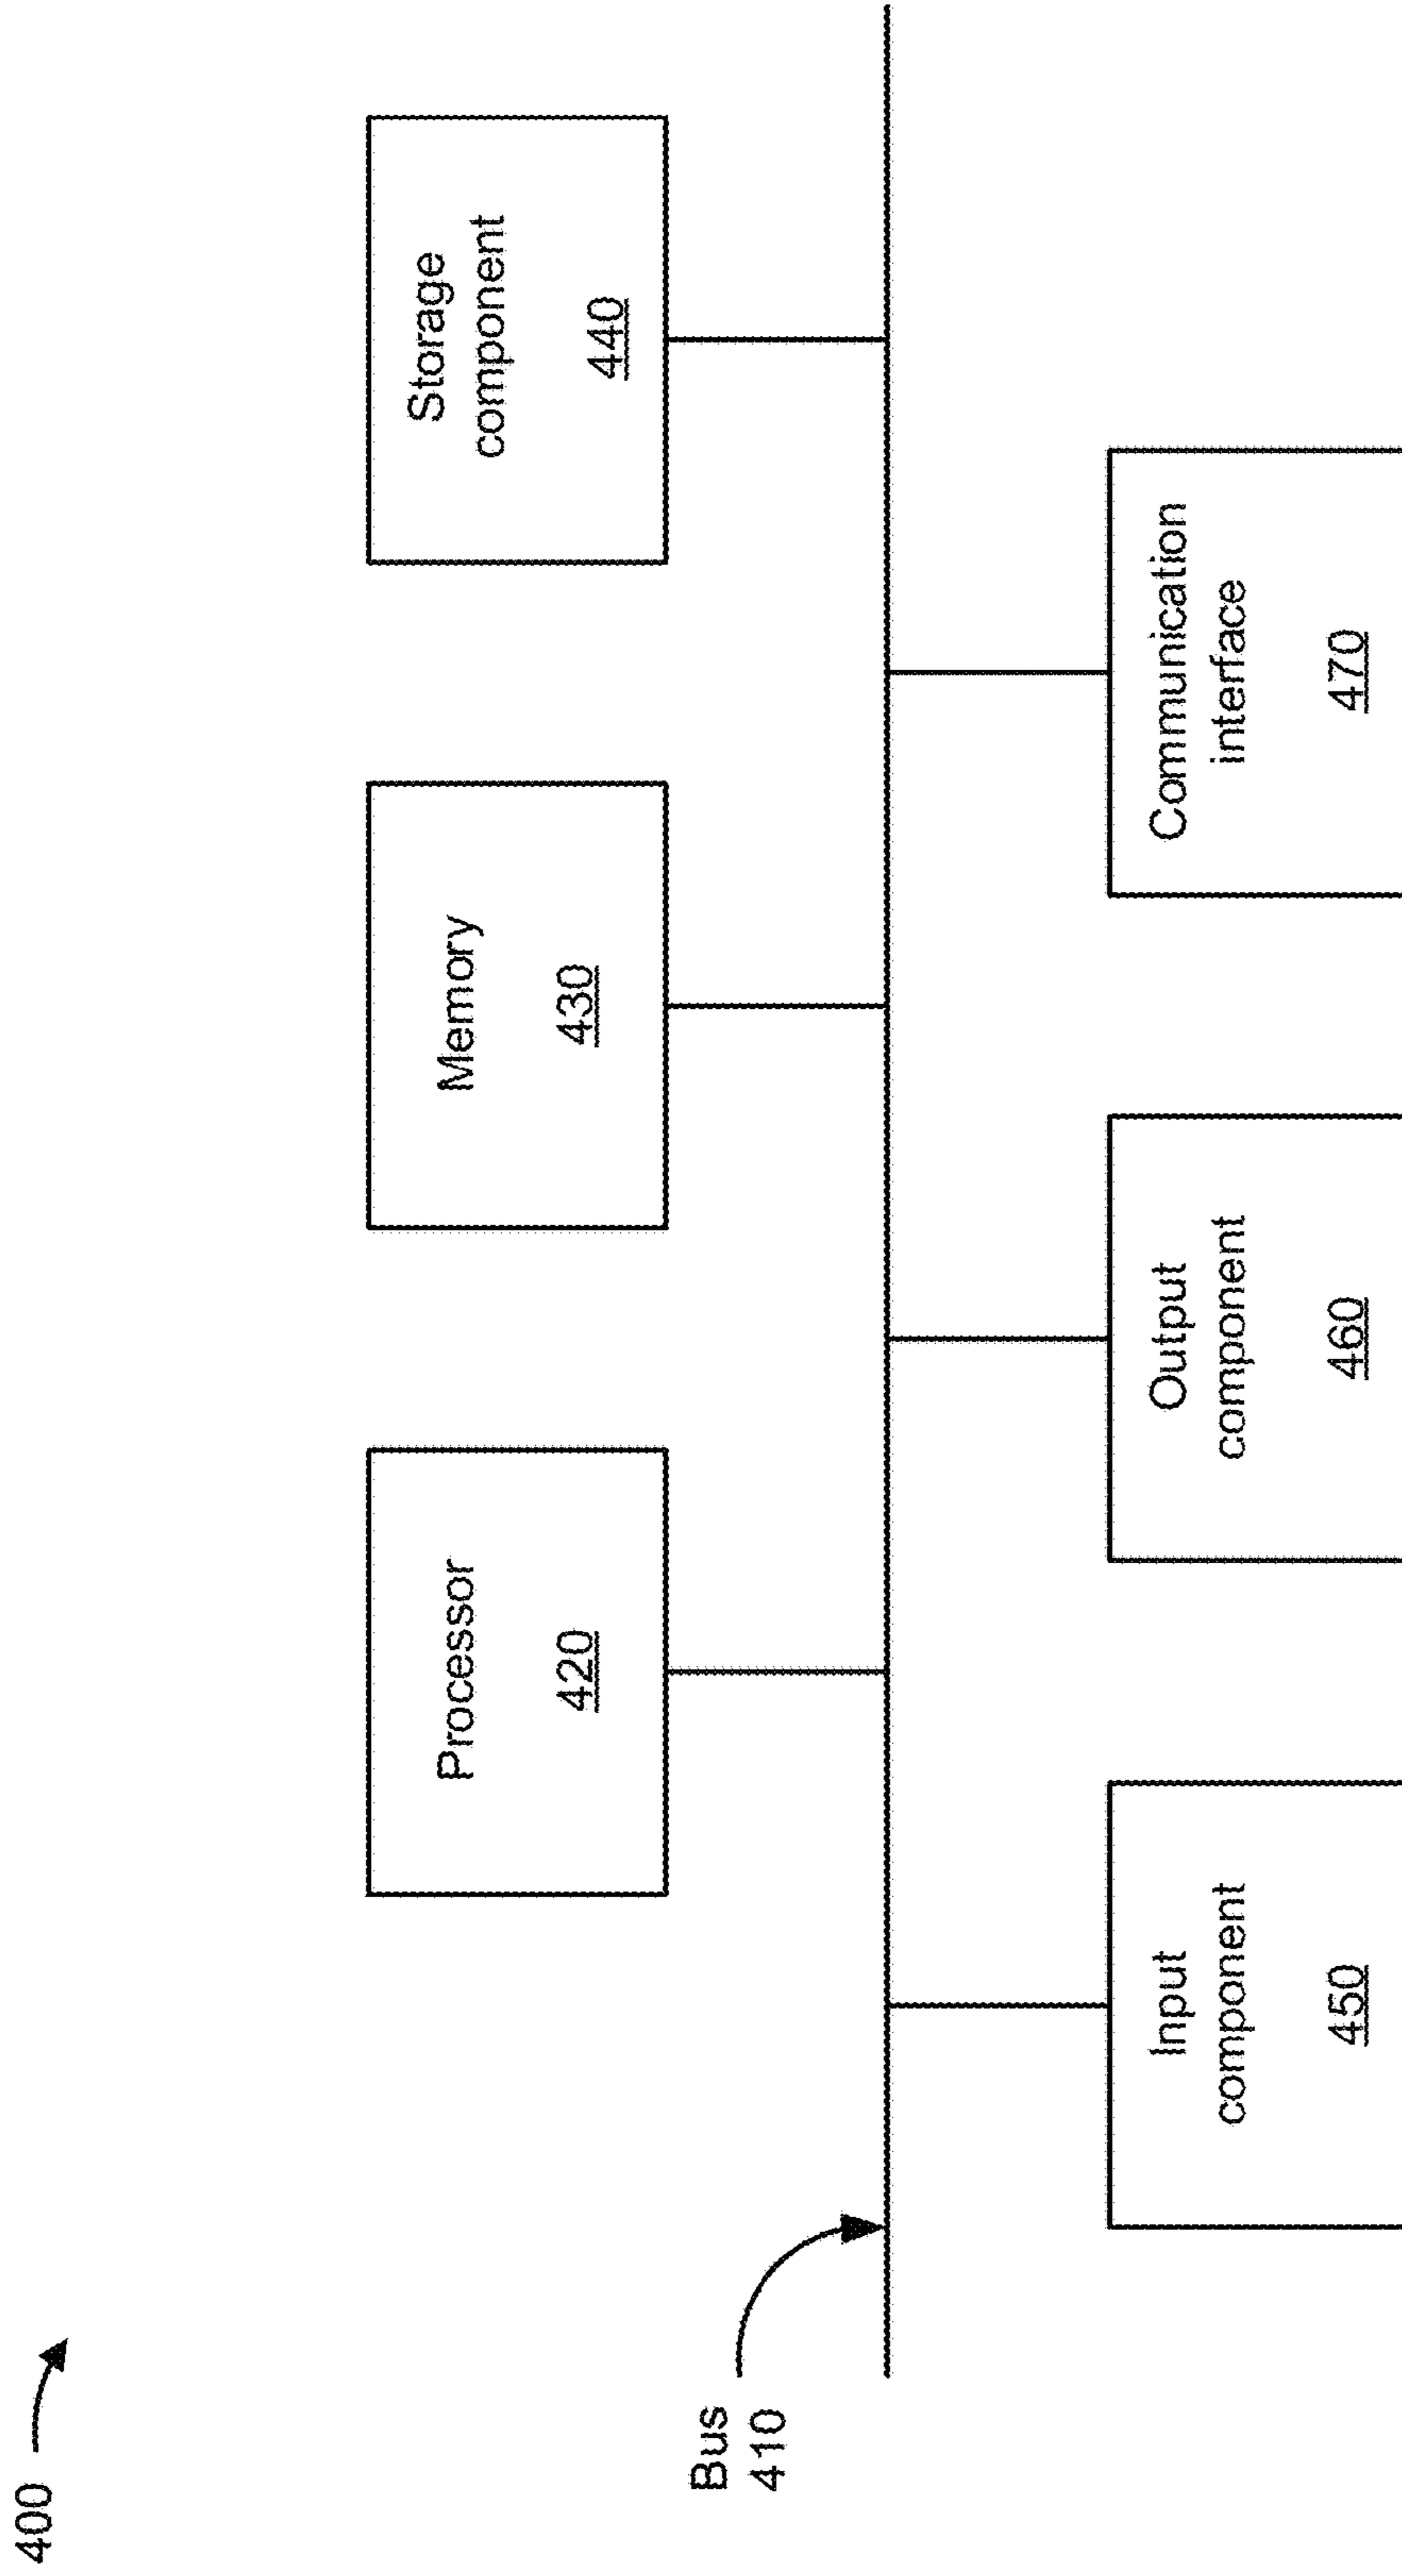 400
Processor
420
Memory
430
Storage
component
440
Bus
410
Input
component
450
Output
component
460
Communication
interface
470